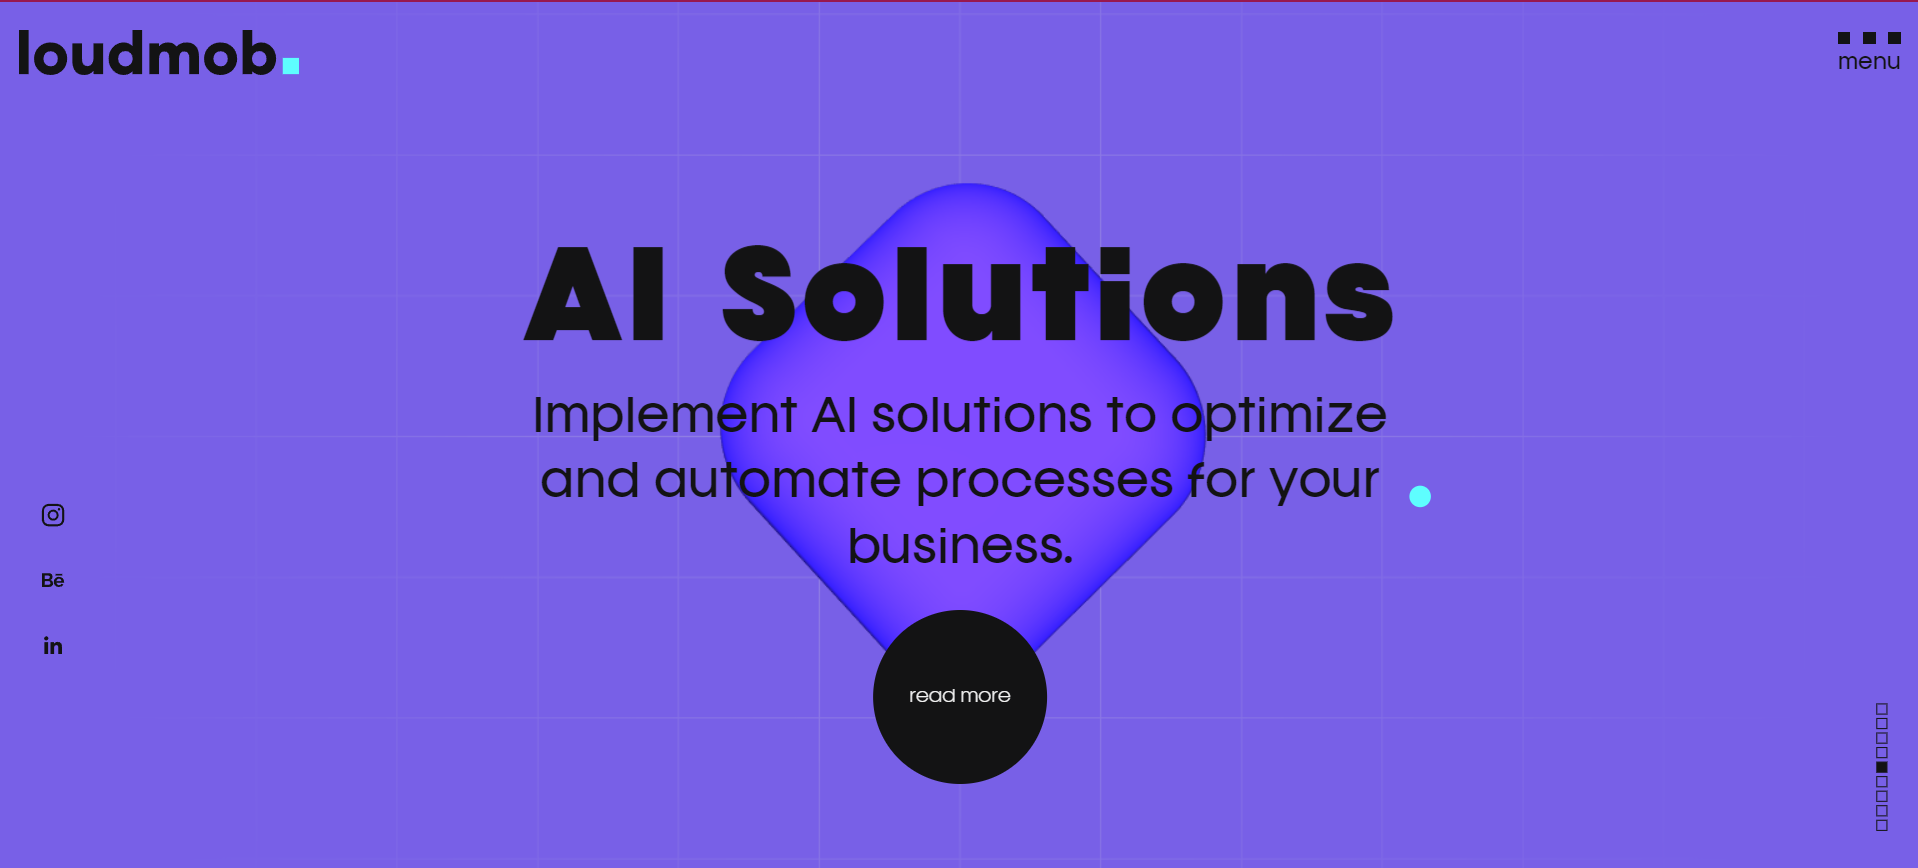 loudmob
menu
AI Solutions
Implement AI solutions to optimize
and automate processes for your
business.
Bē
in
read more